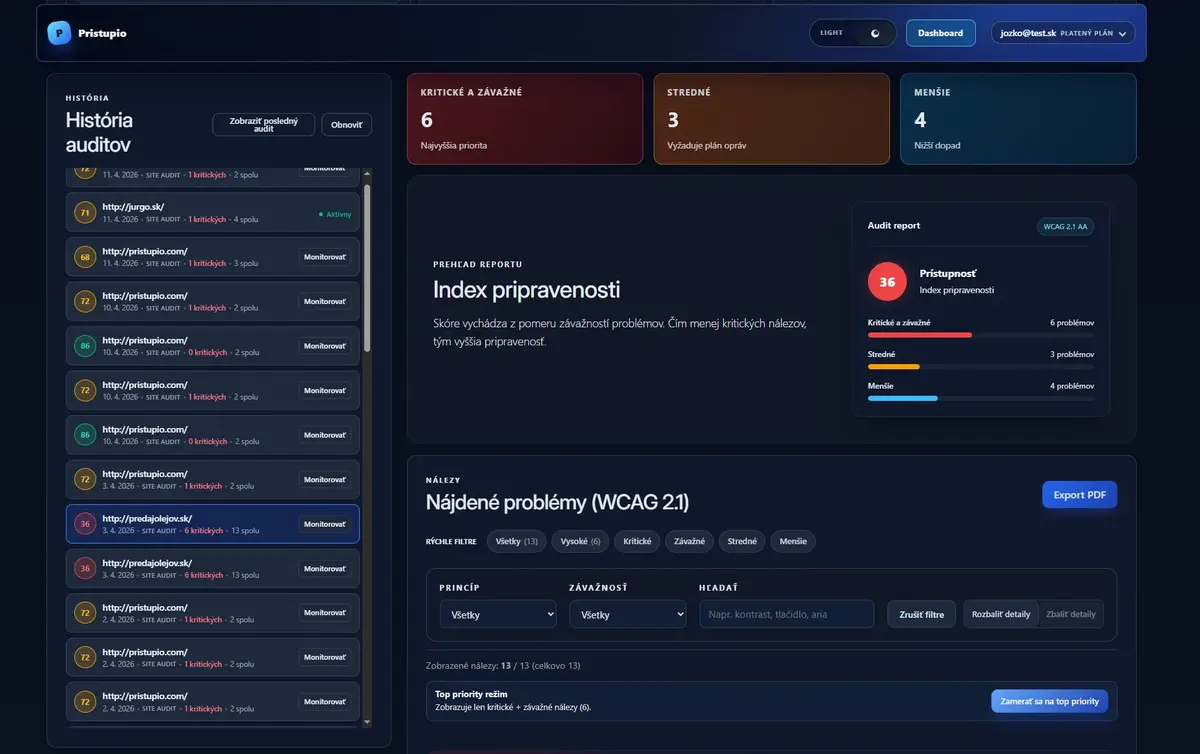 P Pristupio
LIGHT
Dashboard
jozko@test.sk PLATENÝ PLÁN
HISTÓRIA
História auditov
Zobraziť posledný audit
Obnoviť
72
11. 4. 2026 - SITE AUDIT - 1 kritických - 2 spolu
Monitorovať
71
http://jurgo.sk/
11. 4. 2026 - SITE AUDIT - 1 kritických - 4 spolu
Aktívny
68
http://pristupio.com/
11. 4. 2026 - SITE AUDIT - 1 kritických - 3 spolu
Monitorovať
72
http://pristupio.com/
10. 4. 2026 - SITE AUDIT - 1 kritických - 2 spolu
Monitorovať
86
http://pristupio.com/
10. 4. 2026 - SITE AUDIT - 0 kritických - 2 spolu
Monitorovať
72
http://pristupio.com/
10. 4. 2026 - SITE AUDIT - 1 kritických - 2 spolu
Monitorovať
86
http://pristupio.com/
10. 4. 2026 - SITE AUDIT - 0 kritických - 2 spolu
Monitorovať
72
http://pristupio.com/
3. 4. 2026 - SITE AUDIT - 1 kritických - 2 spolu
Monitorovať
36
http://predajolejov.sk/
3. 4. 2026 - SITE AUDIT - 6 kritických - 13 spolu
Monitorovať
36
http://predajolejov.sk/
3. 4. 2026 - SITE AUDIT - 6 kritických - 13 spolu
Monitorovať
72
http://pristupio.com/
2. 4. 2026 - SITE AUDIT - 1 kritických - 2 spolu
Monitorovať
72
http://pristupio.com/
2. 4. 2026 - SITE AUDIT - 1 kritických - 2 spolu
Monitorovať
72
http://pristupio.com/
2. 4. 2026 - SITE AUDIT - 1 kritických - 2 spolu
Monitorovať
KRITICKÉ A ZÁVAŽNÉ
6
Najvyššia priorita
STREDNÉ
3
Vyžaduje plán opráv
MENŠIE
4
Nižší dopad
PREHĽAD REPORTU
Index pripravenosti
Skóre vychádza z pomeru závažností problémov. Čím menej kritických nálezov,
tým vyššia pripravenosť.
Audit report
WCAG 2.1 AA
36
Prístupnosť
Index pripravenosti
Kritické a závažné 6 problémov
Stredné 3 problémov
Menšie 4 problémov
NÁLEZY
Nájdené problémy (WCAG 2.1)
Export PDF
RÝCHLE FILTRE Všetky (13) Vysoké (6) Kritické Závažné Stredné Menšie
PRINCÍP ZÁVAŽNOSŤ HĽADAŤ
Všetky Všetky Napr. kontrast, tlačidlo, aria Zrušiť filtre Rozbaliť detaily Zbaliť detaily
Zobrazené nálezy: 13 / 13 (celkovo 13)
Top priority režim
Zobrazuje len kritické + závažné nálezy (6).
Zamerať sa na top priority